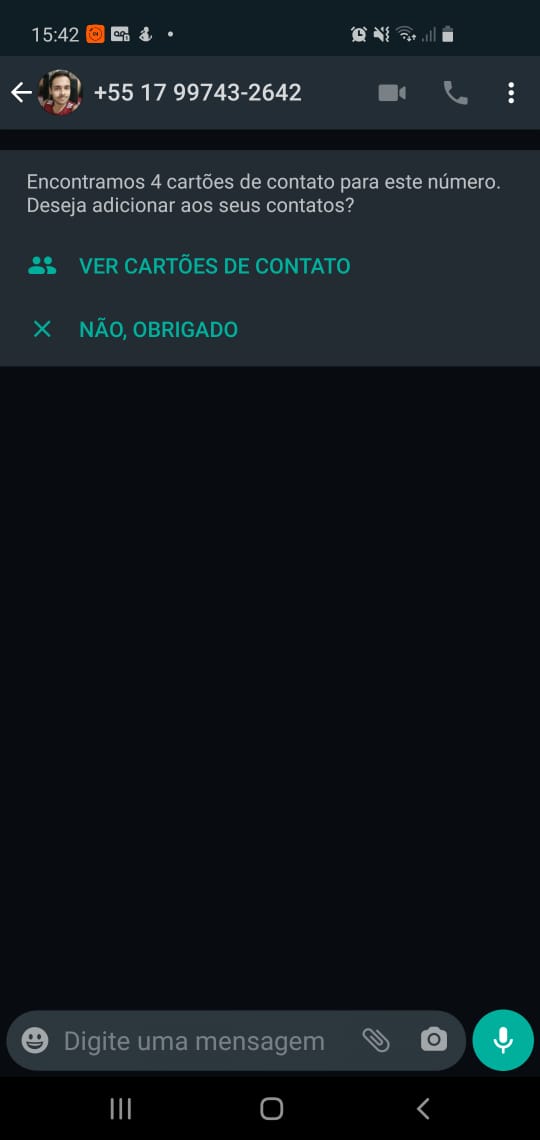 15:42
+55 17 99743-2642
Encontramos 4 cartões de contato para este número.
Deseja adicionar aos seus contatos?
VER CARTÕES DE CONTATO
NÃO, OBRIGADO
Digite uma mensagem